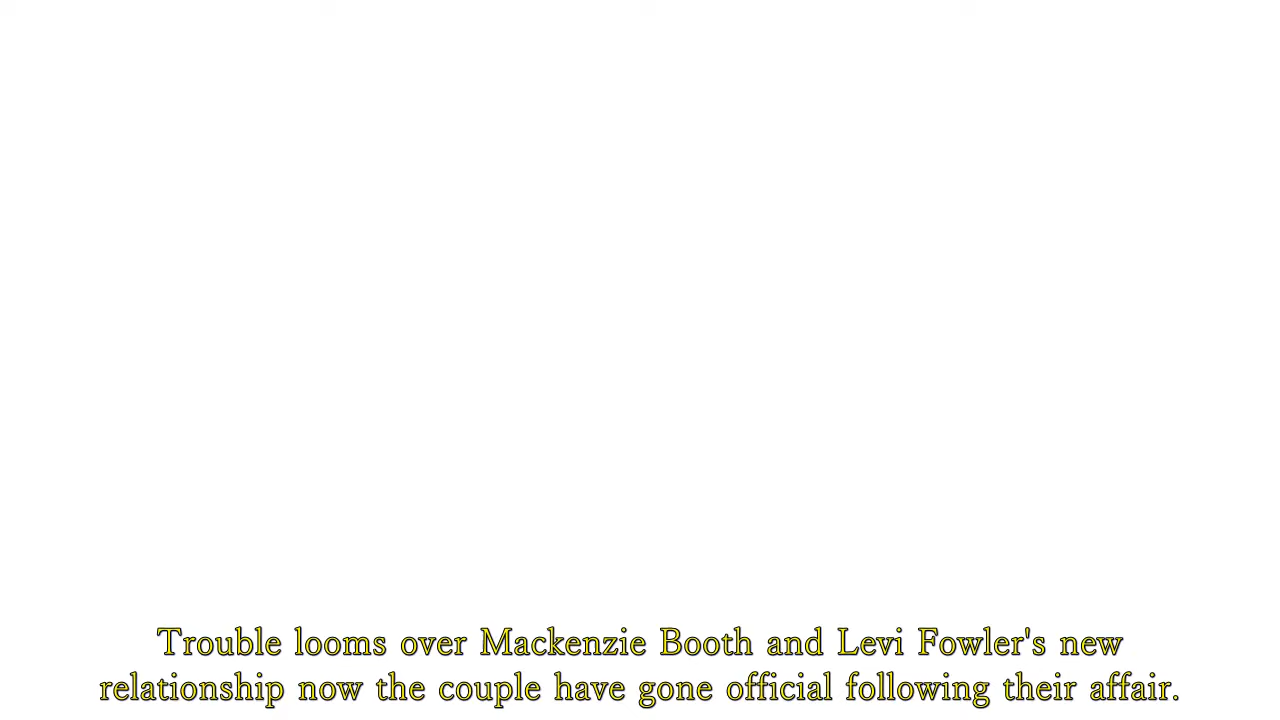 Trouble looms over Mackenzie Booth and Levi Fowler's new
relationship now the couple have gone official following their affair.